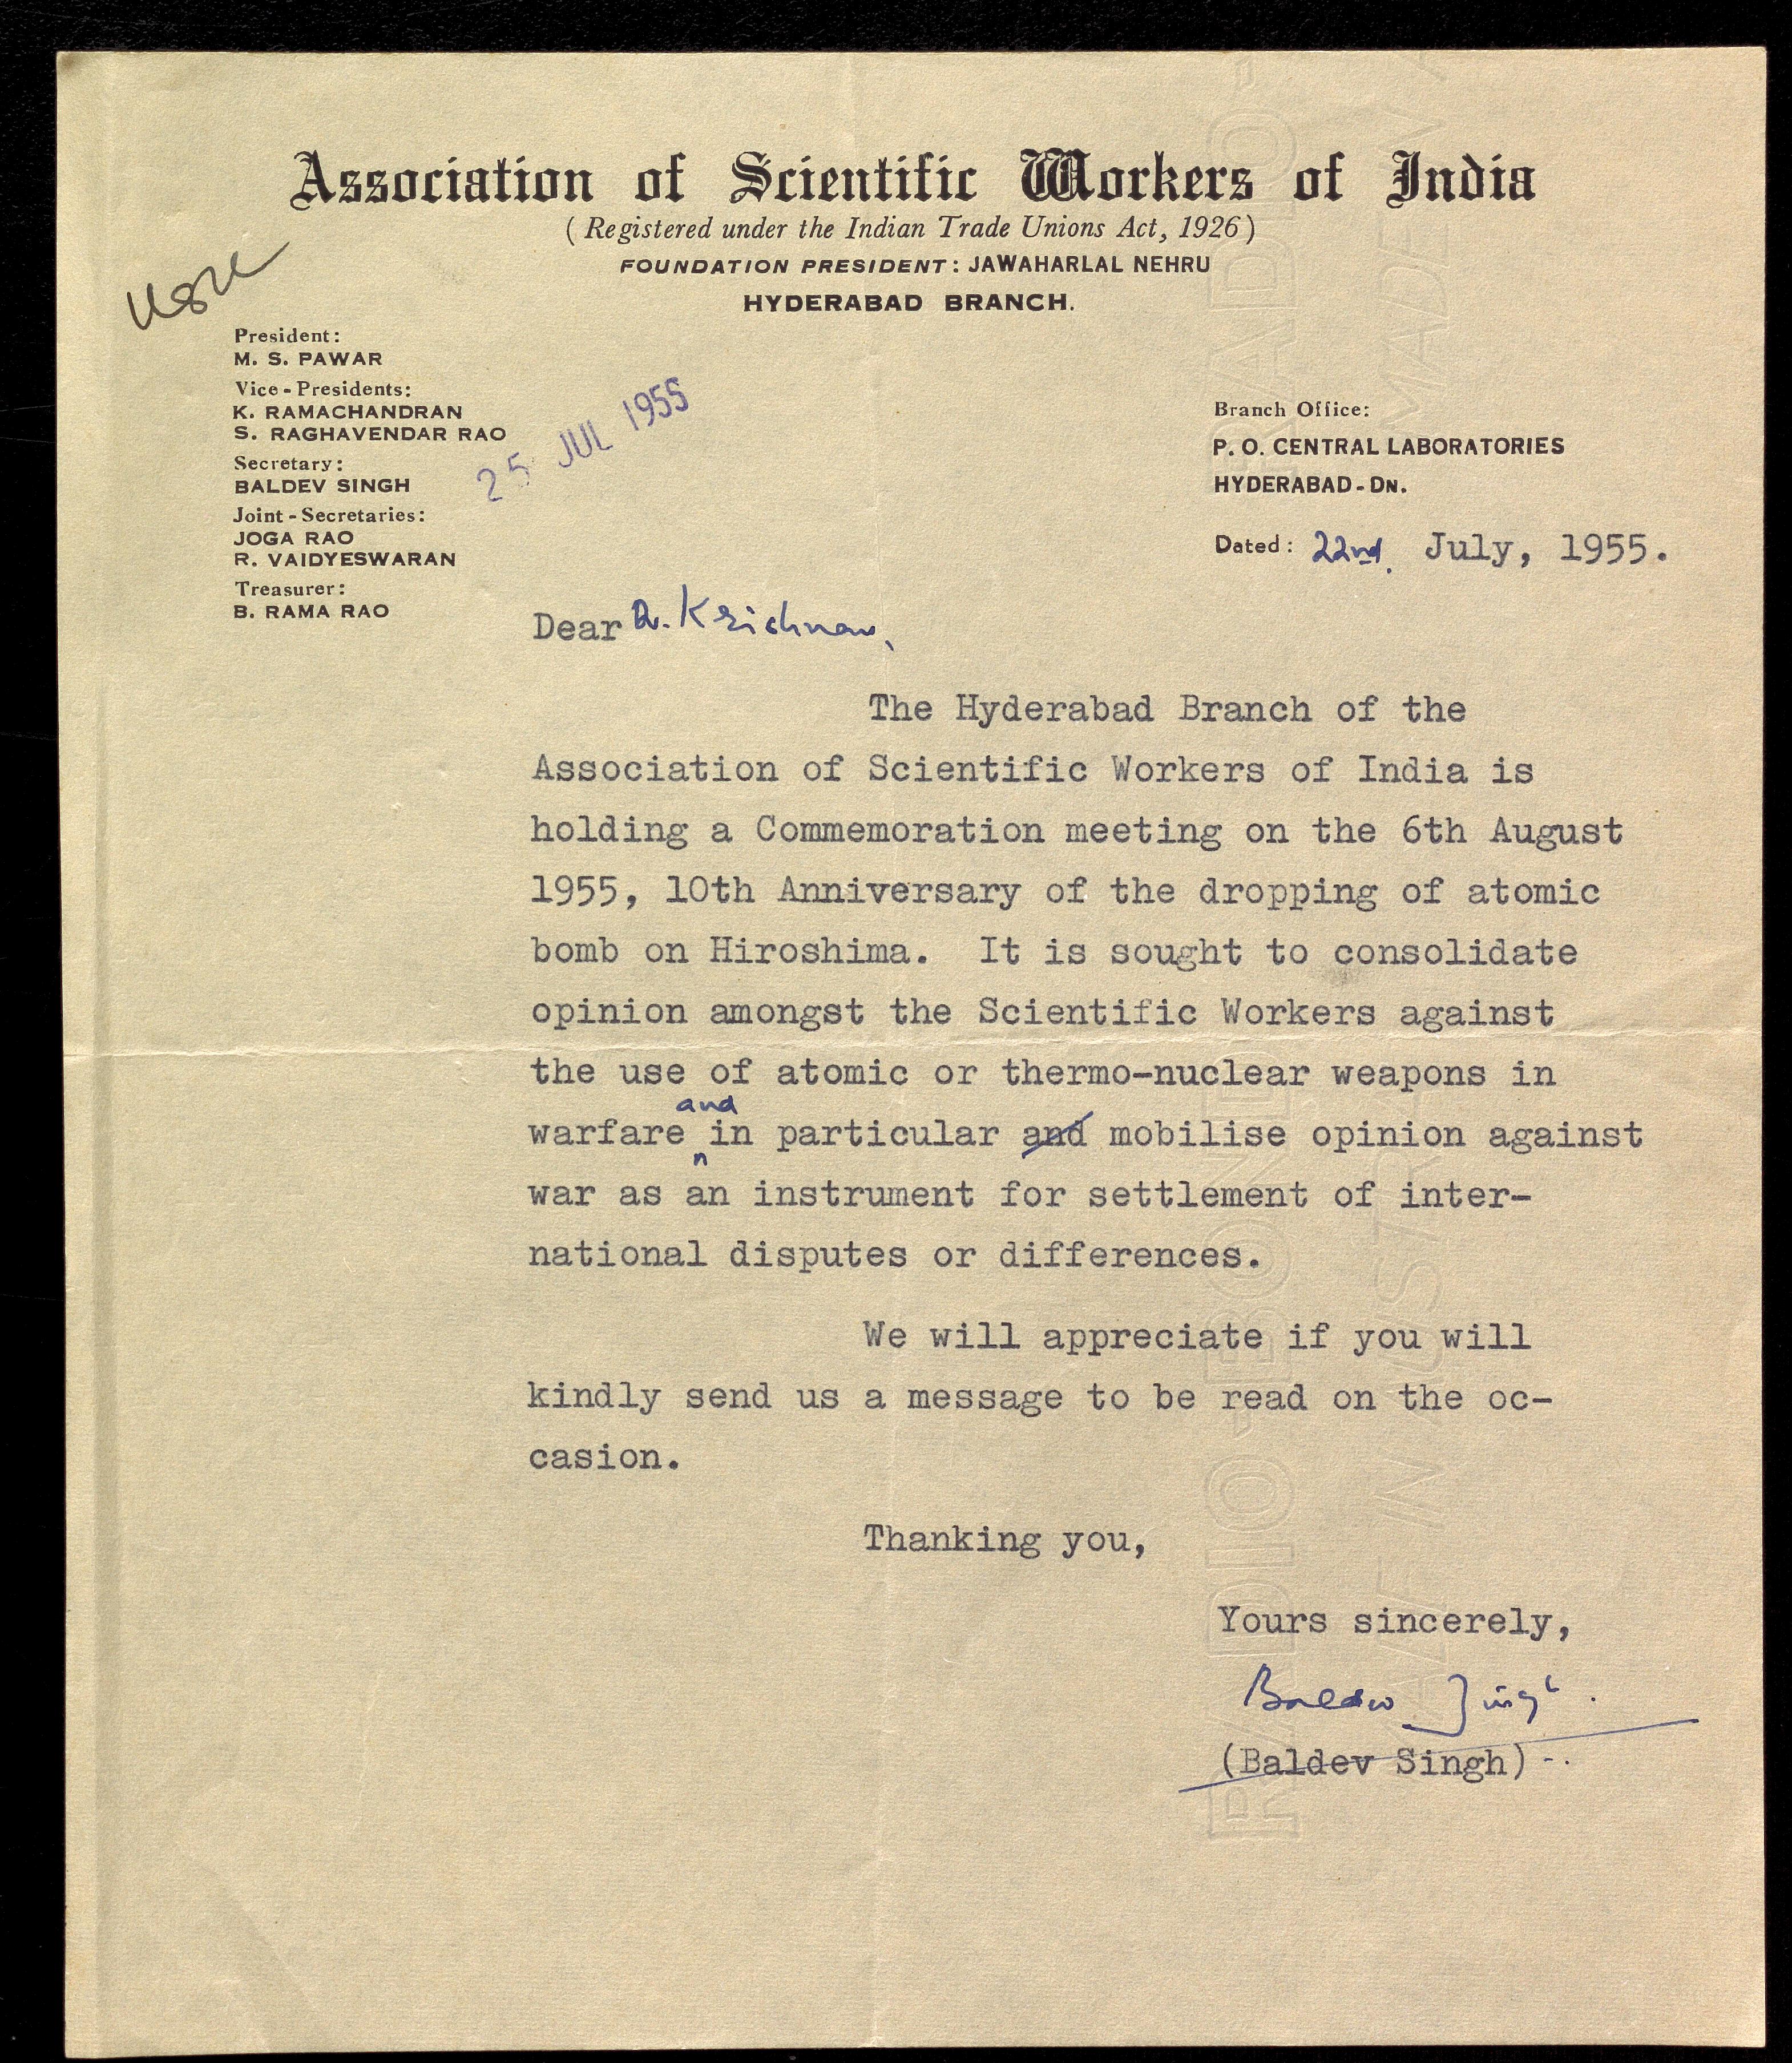 Association of Scientific Workers of India
( Registered under the Indian Trade Unions Act, 1926 )
FOUNDATION PRESIDENT: JAWAHARLAL NEHRU
HYDERABAD BRANCH.
President:
M. S. PAWAR
Vice-Presidents:
K. RAMACHANDRAN
S. RAGHAVENDAR RAO
Secretary:
BALDEV SINGH
Joint-Secretaries:
JOGA RAO
R. VAIDYESWARAN
Treasurer:
B. RAMA RAO
25 JUL 1955
Branch Office:
P. O. CENTRAL LABORATORIES
HYDERABAD-DN.
Dated: 22nd. July, 1955.
Dear Dr. Krishnan,
The Hyderabad Branch of the
Association of Scientific Workers of India is
holding a Commemoration meeting on the 6th August
1955, 10th Anniversary of the dropping of atomic
bomb on Hiroshima. It is sought to consolidate
opinion amongst the Scientific Workers against
the use of atomic or thermo-nuclear weapons in
and
warfare in particular and mobilise opinion against
war as an instrument for settlement of inter-
national disputes or differences.
We will appreciate if you will
kindly send us a message to be read on the oc-
casion.
Thanking you,
Yours sincerely,
Baldev Singh.
(Baldev Singh)-.